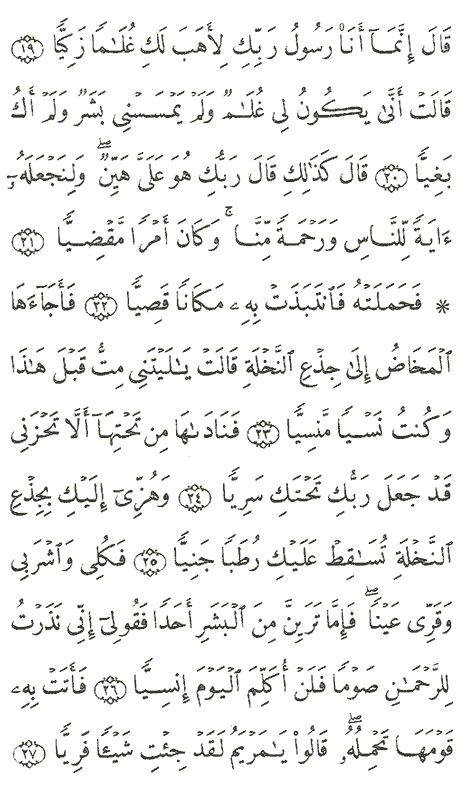 قَالَ إِنَّمَآ أَنَا۠ رَسُولُ رَبِّكِ لِأَهَبَ لَكِ غُلَـٰمًا زَكِيًّا ١٩
قَالَتْ أَنَّىٰ يَكُونُ لِى غُلَـٰمٌ وَلَمْ يَمْسَسْنِى بَشَرٌ وَلَمْ أَكُ
بَغِيًّا ٢٠ قَالَ كَذَٰلِكِ قَالَ رَبُّكِ هُوَ عَلَىَّ هَيِّنٌ ۖ وَلِنَجْعَلَهُۥٓ
ءَايَةً لِّلنَّاسِ وَرَحْمَةً مِّنَّا ۚ وَكَانَ أَمْرًا مَّقْضِيًّا ٢١
* فَحَمَلَتْهُ فَٱنتَبَذَتْ بِهِۦ مَكَانًا قَصِيًّا ٢٢ فَأَجَآءَهَا
ٱلْمَخَاضُ إِلَىٰ جِذْعِ ٱلنَّخْلَةِ قَالَتْ يَـٰلَيْتَنِى مِتُّ قَبْلَ هَـٰذَا
وَكُنتُ نَسْيًا مَّنسِيًّا ٢٣ فَنَادَىٰهَا مِن تَحْتِهَآ أَلَّا تَحْزَنِى
قَدْ جَعَلَ رَبُّكِ تَحْتَكِ سَرِيًّا ٢٤ وَهُزِّىٓ إِلَيْكِ بِجِذْعِ
ٱلنَّخْلَةِ تُسَـٰقِطْ عَلَيْكِ رُطَبًا جَنِيًّا ٢٥ فَكُلِى وَٱشْرَبِى
وَقَرِّى عَيْنًا ۖ فَإِمَّا تَرَيِنَّ مِنَ ٱلْبَشَرِ أَحَدًا فَقُولِىٓ إِنِّى نَذَرْتُ
لِلرَّحْمَـٰنِ صَوْمًا فَلَنْ أُكَلِّمَ ٱلْيَوْمَ إِنسِيًّا ٢٦ فَأَتَتْ بِهِۦ
قَوْمَهَا تَحْمِلُهُۥ ۖ قَالُوا۟ يَـٰمَرْيَمُ لَقَدْ جِئْتِ شَيْـًٔا فَرِيًّا ٢٧